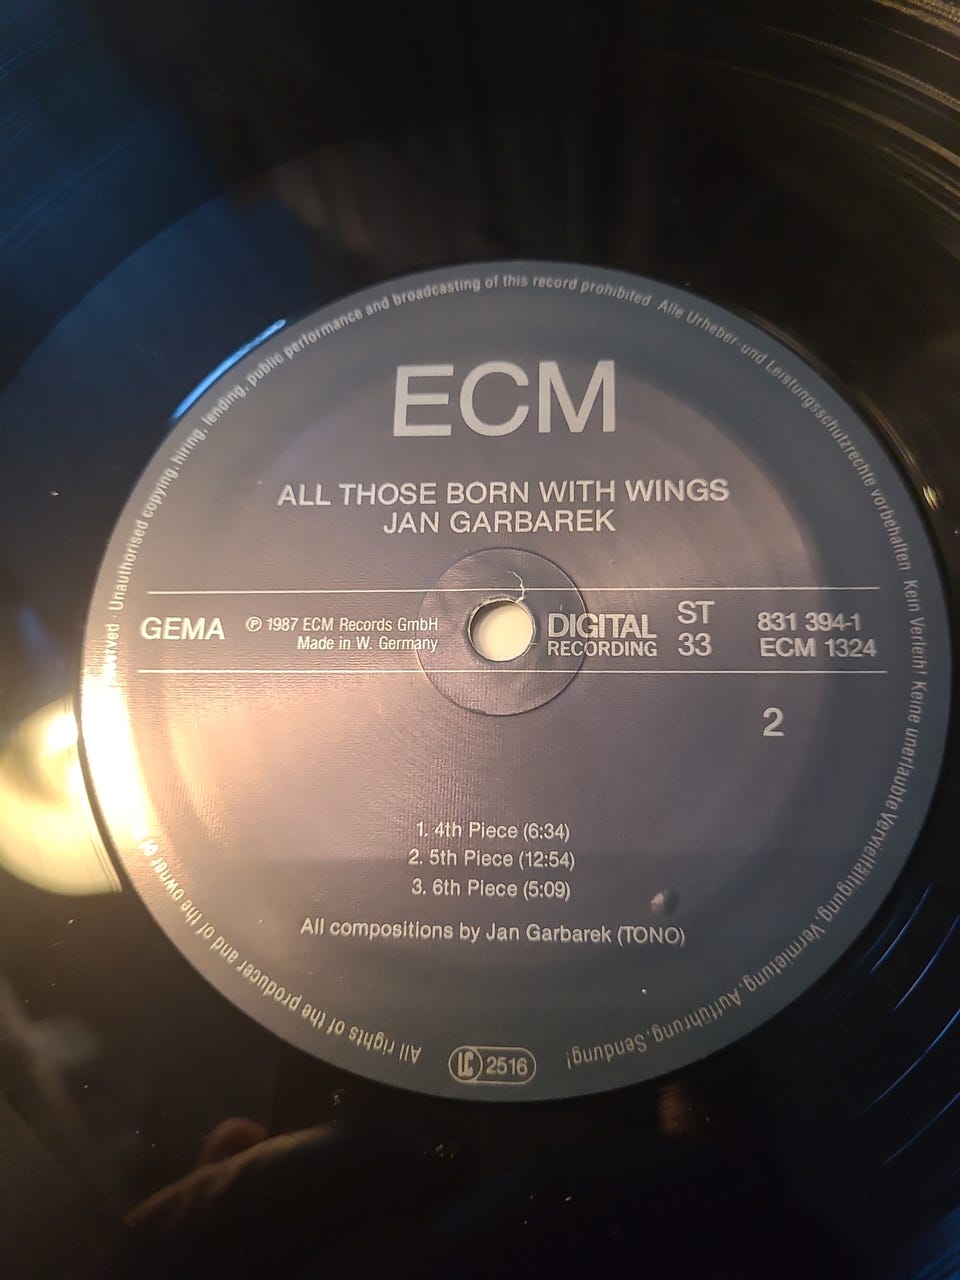 ECM
ALL THOSE BORN WITH WINGS
JAN GARBAREK
GEMA
℗ 1987 ECM Records GmbH
Made in W. Germany
DIGITAL
RECORDING
ST
33
831 394-1
ECM 1324
2
1. 4th Piece (6:34)
2. 5th Piece (12:54)
3. 6th Piece (5:09)
All compositions by Jan Garbarek (TONO)
LC 2516
All rights of the producer and of the owner of
· Unauthorised copying, hiring, lending, public performance and broadcasting of this record prohibited. Alle Urheber- und Leistungsschutzrechte vorbehalten. Kein Verleih! Keine unerlaubte Vervielfältigung, Vermietung, Aufführung, Sendung!